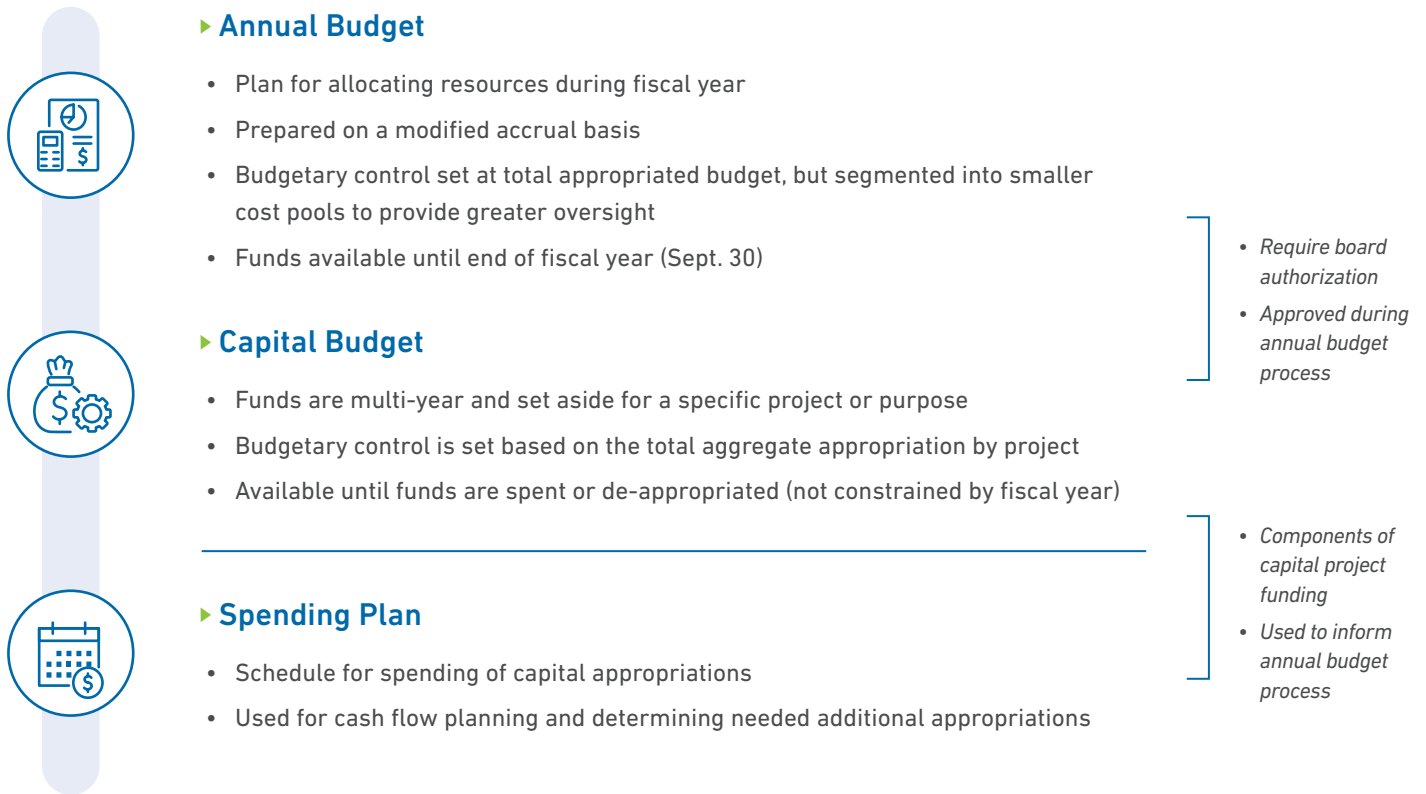 Annual Budget
• Plan for allocating resources during fiscal year
• Prepared on a modified accrual basis
• Budgetary control set at total appropriated budget, but segmented into smaller
cost pools to provide greater oversight
• Funds available until end of fiscal year (Sept. 30)
• Require board
authorization
• Approved during
annual budget
process
Capital Budget
• Funds are multi-year and set aside for a specific project or purpose
• Budgetary control is set based on the total aggregate appropriation by project
• Available until funds are spent or de-appropriated (not constrained by fiscal year)
• Components of
capital project
funding
• Used to inform
annual budget
process
Spending Plan
• Schedule for spending of capital appropriations
• Used for cash flow planning and determining needed additional appropriations